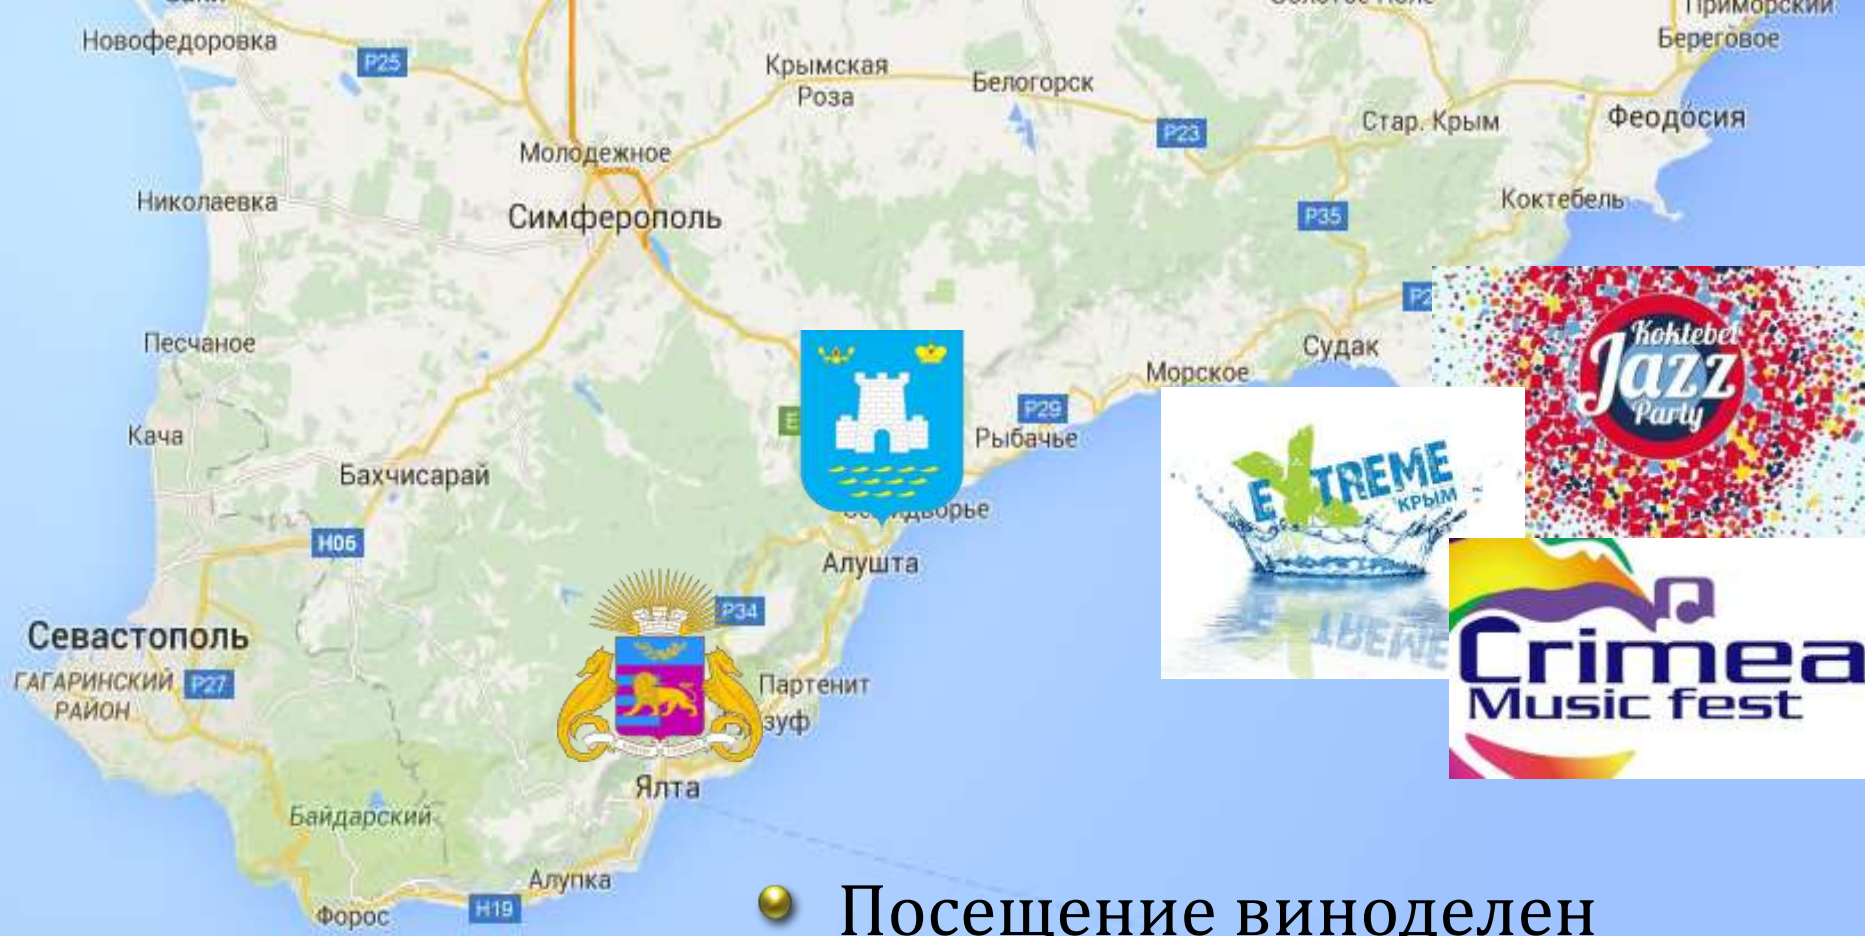 Приморский
Новофедоровка
Береговое
P25
Крымская
Роза
Белогорск
Феодосия
Стар. Крым
P23
Молодежное
Николаевка
Коктебель
Симферополь
P35
P2
Koktebel
Jazz
Party
Песчаное
Судак
Морское
P29
Кача
Рыбачье
E
Бахчисарай
EXTREME
КРЫМ
H06
Алушта
P34
Севастополь
ГАГАРИНСКИЙ
РАЙОН
P27
Crimea
Music fest
Партенит
зуф
Ялта
Байдарский
Алупка
Форос
H19
Посещение виноделен